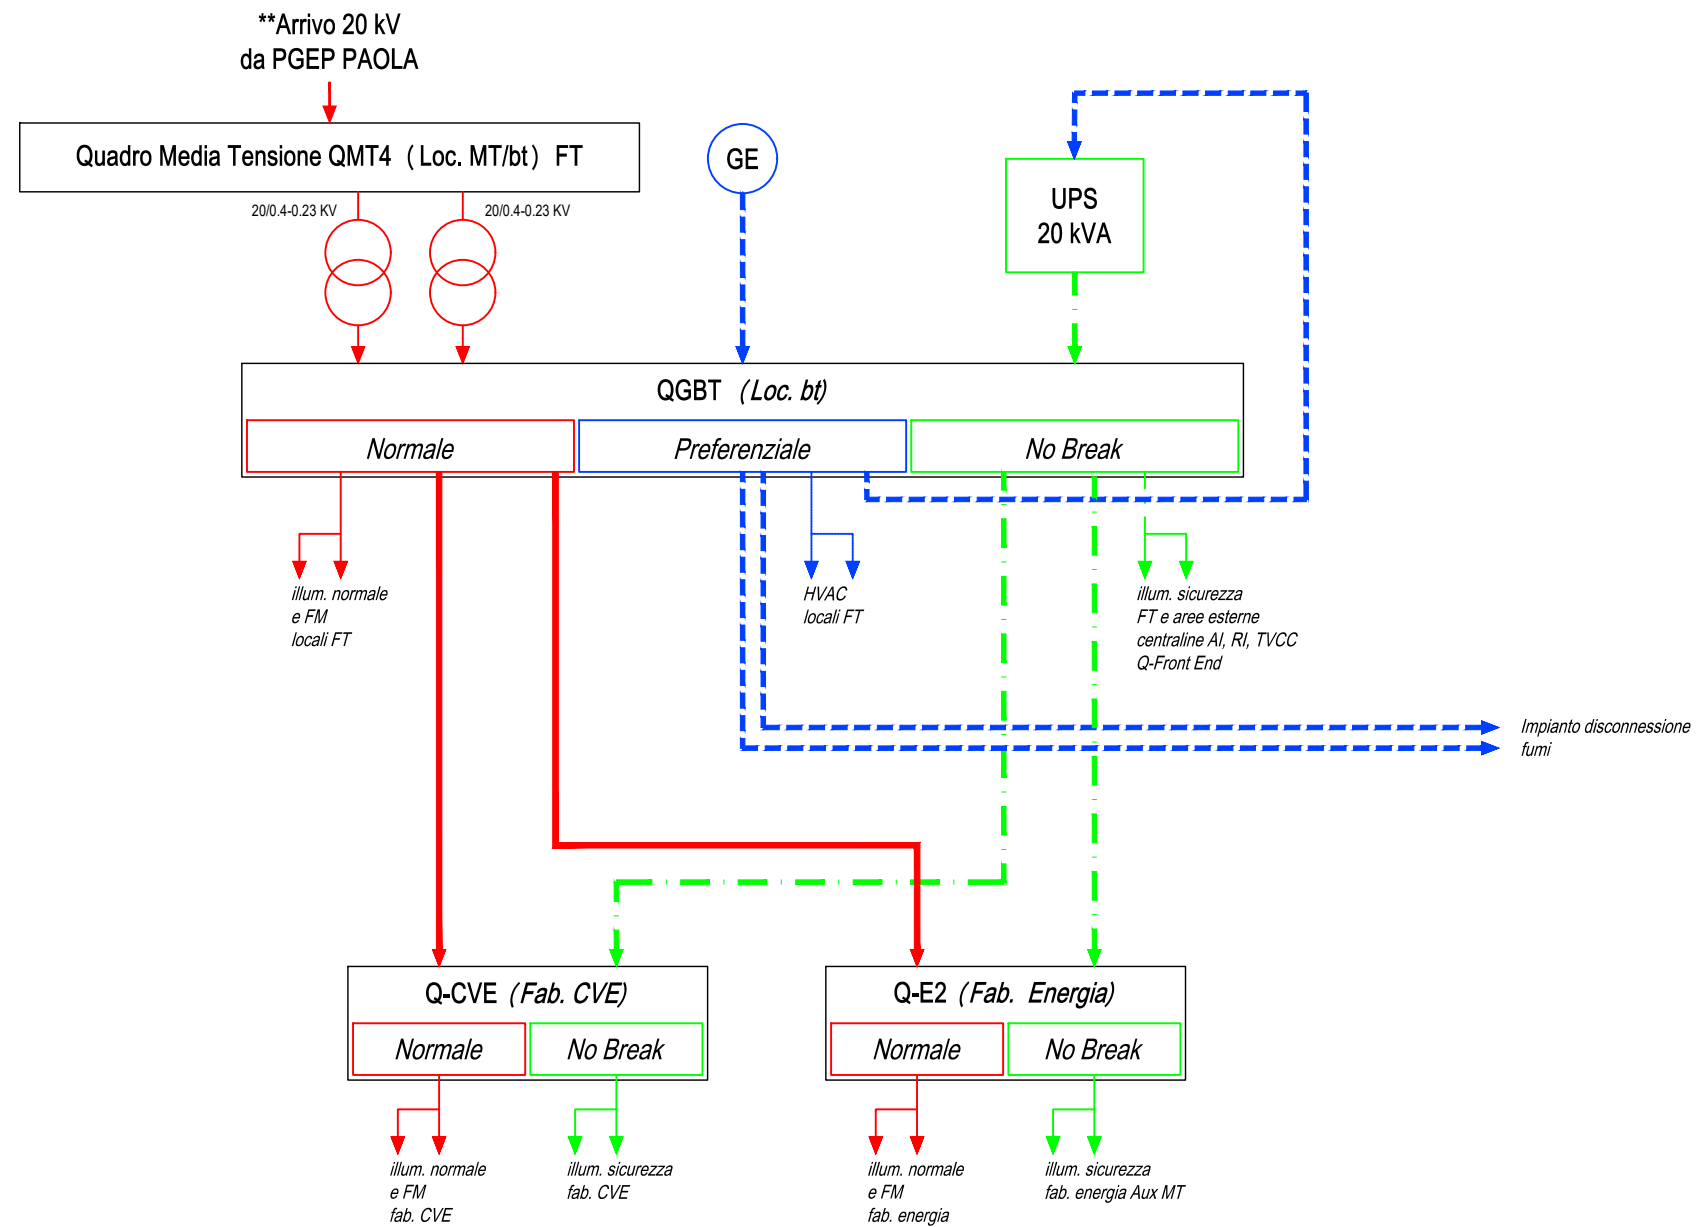 **Arrivo 20 kV
da PGEP PAOLA
Quadro Media Tensione QMT4 (Loc. MT/bt) FT
GE
UPS
20 kVA
20/0.4-0.23 KV
20/0.4-0.23 KV
QGBT (Loc. bt)
Normale
Preferenziale
No Break
illum. normale
e FM
locali FT
HVAC
locali FT
illum. sicurezza
FT e aree esterne
centraline AI, RI, TVCC
Q-Front End
Impianto disconnessione
fumi
Q-CVE (Fab. CVE)
Normale
No Break
Q-E2 (Fab. Energia)
Normale
No Break
illum. normale
e FM
fab. CVE
illum. sicurezza
fab. CVE
illum. normale
e FM
fab. energia
illum. sicurezza
fab. energia Aux MT